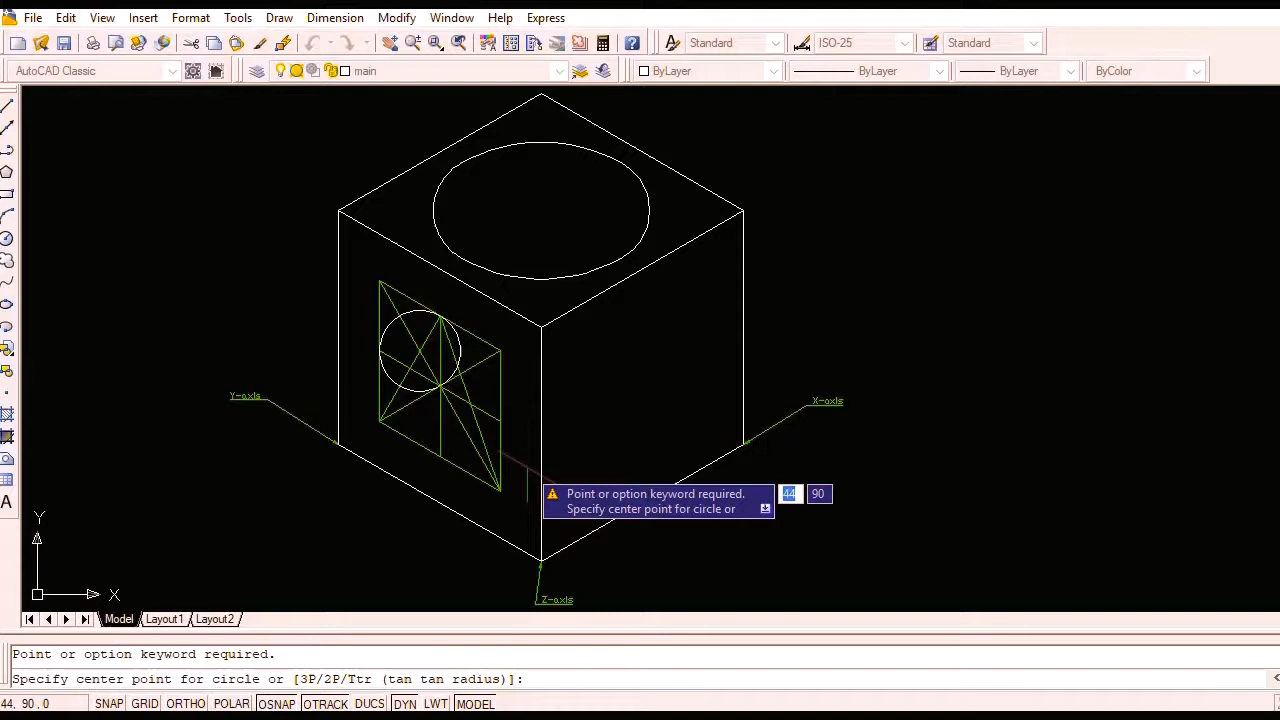 File Edit View Insert Format Tools Draw Dimension Modify Window Help Express
Standard ISO-25 Standard
AutoCAD Classic main ByLayer ByLayer ByLayer ByColor
Y-axis
X-axis
Point or option keyword required. 44 90
Specify center point for circle or
Y
A
X
Z-axis
Model Layout1 Layout2
Point or option keyword required.
Specify center point for circle or [3P/2P/Ttr (tan tan radius)]:
44, 90, 0 SNAP GRID ORTHO POLAR OSNAP OTRACK DUCS DYN LWT MODEL